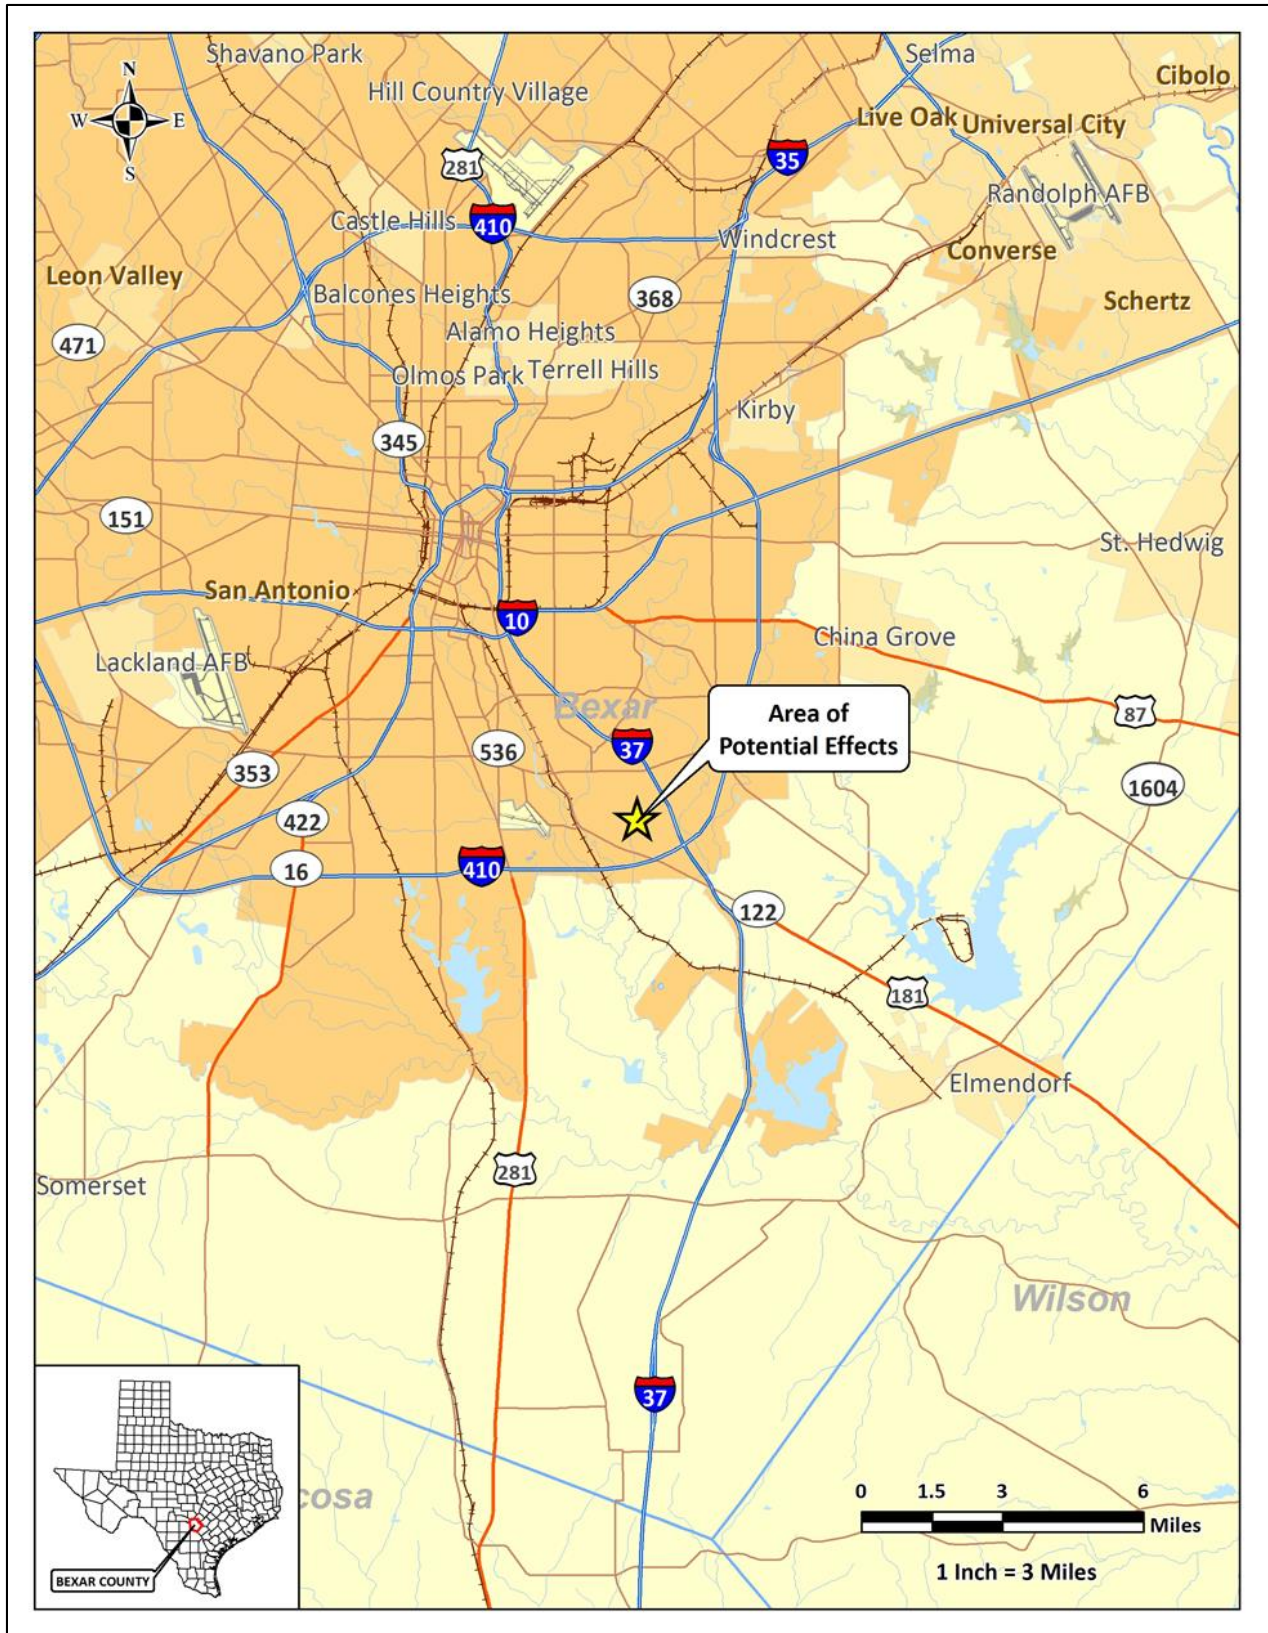 Shavano Park
Selma
N
Cibolo
Hill Country Village
W
E
Live Oak
Universal City
S
281
35
Randolph AFB
Castle Hills
410
Windcrest
Converse
Leon Valley
Balcones Heights
368
Schertz
471
Alamo Heights
Olmos Park
Terrell Hills
Kirby
345
151
St. Hedwig
San Antonio
10
China Grove
Lackland AFB
Bexar
Area of
Potential Effects
87
536
37
353
1604
422
16
410
122
181
Elmendorf
281
Somerset
Wilson
37
cosa
0 1.5 3 6
Miles
1 Inch = 3 Miles
BEXAR COUNTY